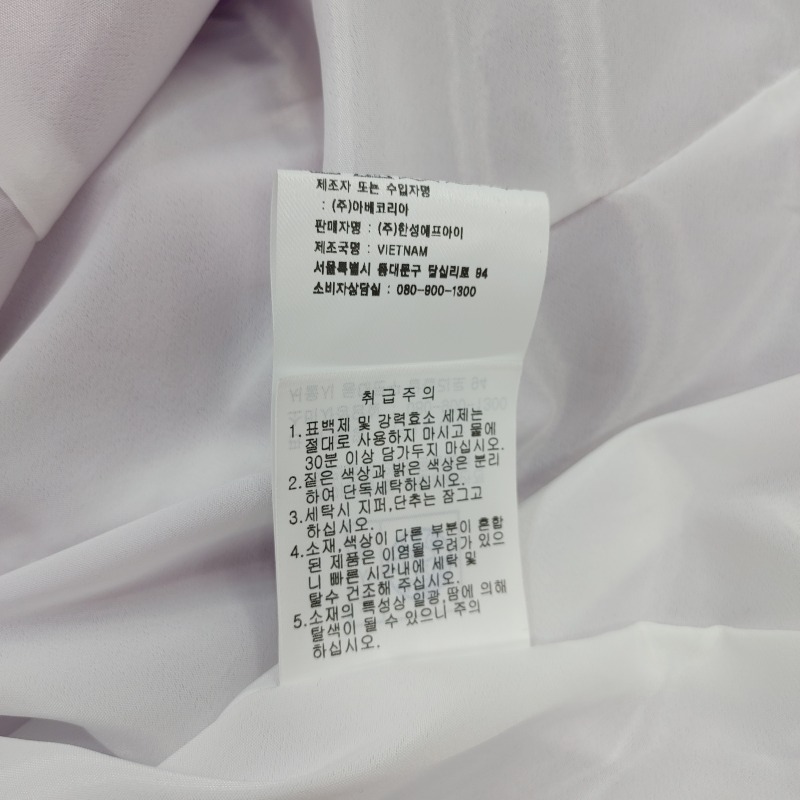 제조자 또는 수입자명
: (주)아베코리아
판매자명 : (주)한성에프아이
제조국명 : VIETNAM
서울특별시 동대문구 답십리로 94
소비자상담실 : 080-900-1300
취급주의
1.표백제 및 강력효소 세제는
절대로 사용하지 마시고 물에
30분 이상 담가두지 마십시오.
2.짙은 색상과 밝은 색상은 분리
하여 단독세탁하십시오.
3.세탁시 지퍼,단추는 잠그고
하십시오.
4.소재,색상이 다른 부분이 혼합
된 제품은 이염될 우려가 있으
니 빠른 시간내에 세탁 및
탈수 건조해 주십시오.
5.소재의 특성상 일광,땀에 의해
탈색이 될 수 있으니 주의
하십시오.